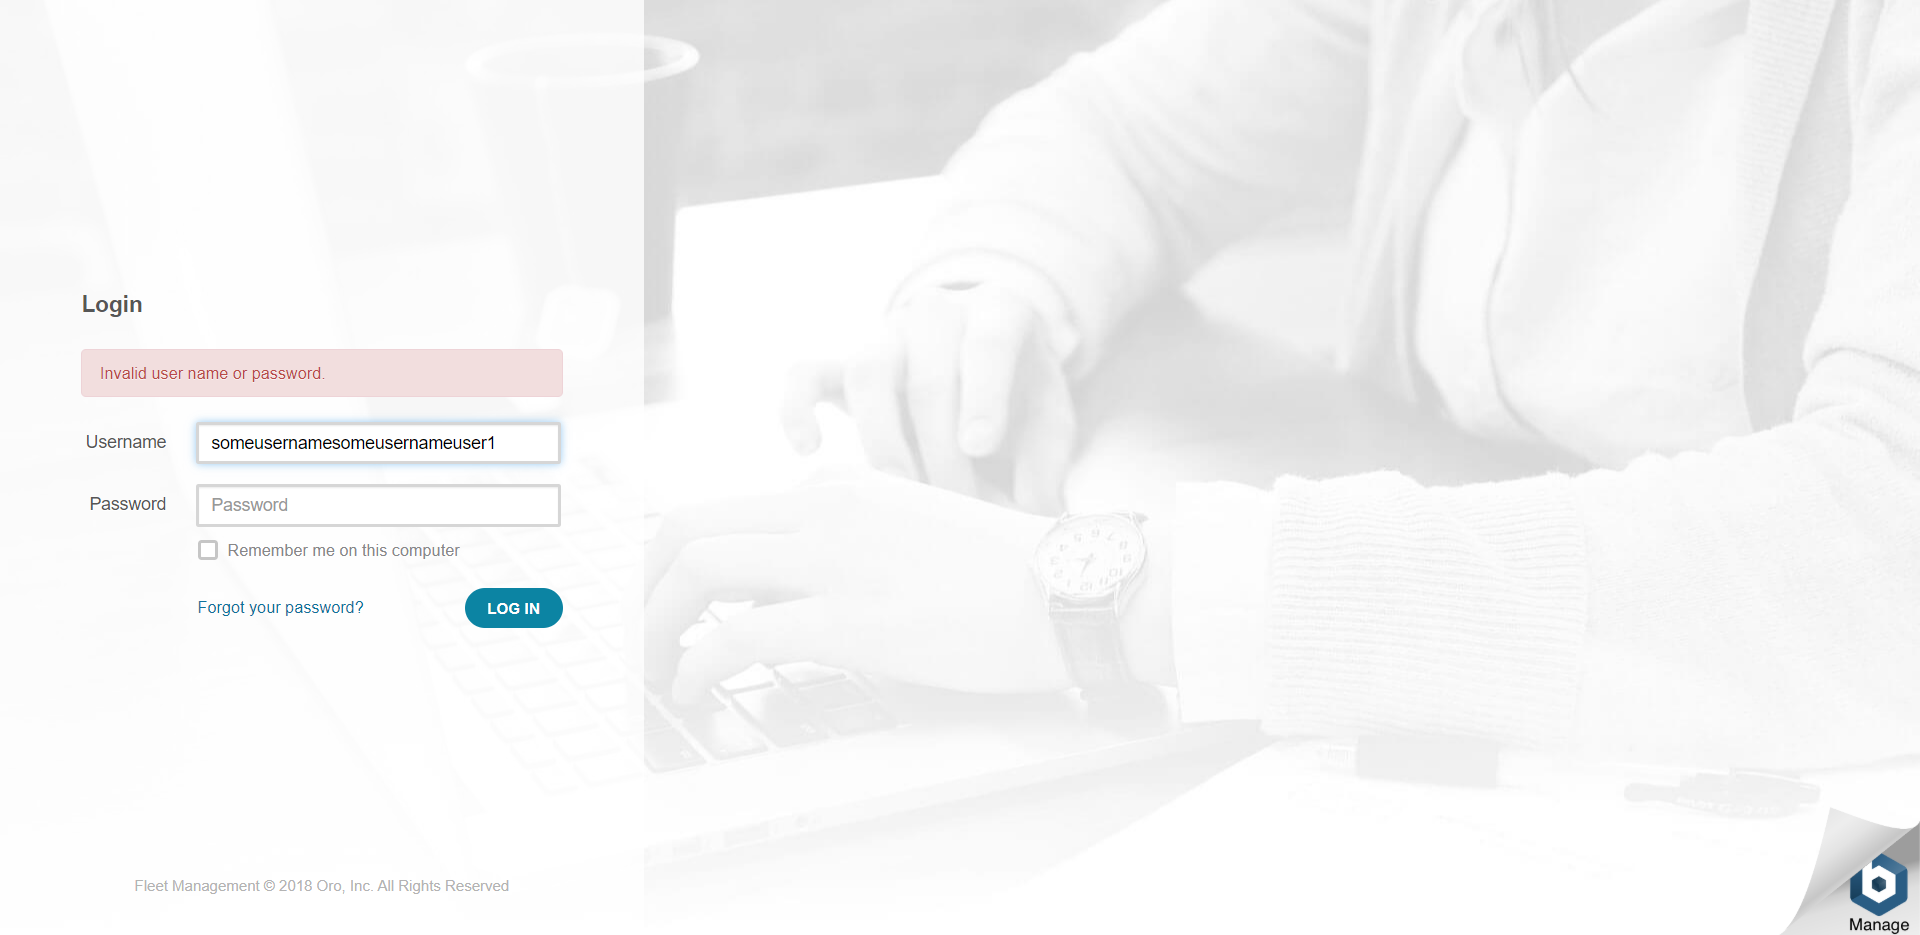 Login
Invalid user name or password.
Username
someusernamesomeusernameuser1
Password
Password
Remember me on this computer
Forgot your password?
LOG IN
Fleet Management © 2018 Oro, Inc. All Rights Reserved
Manage